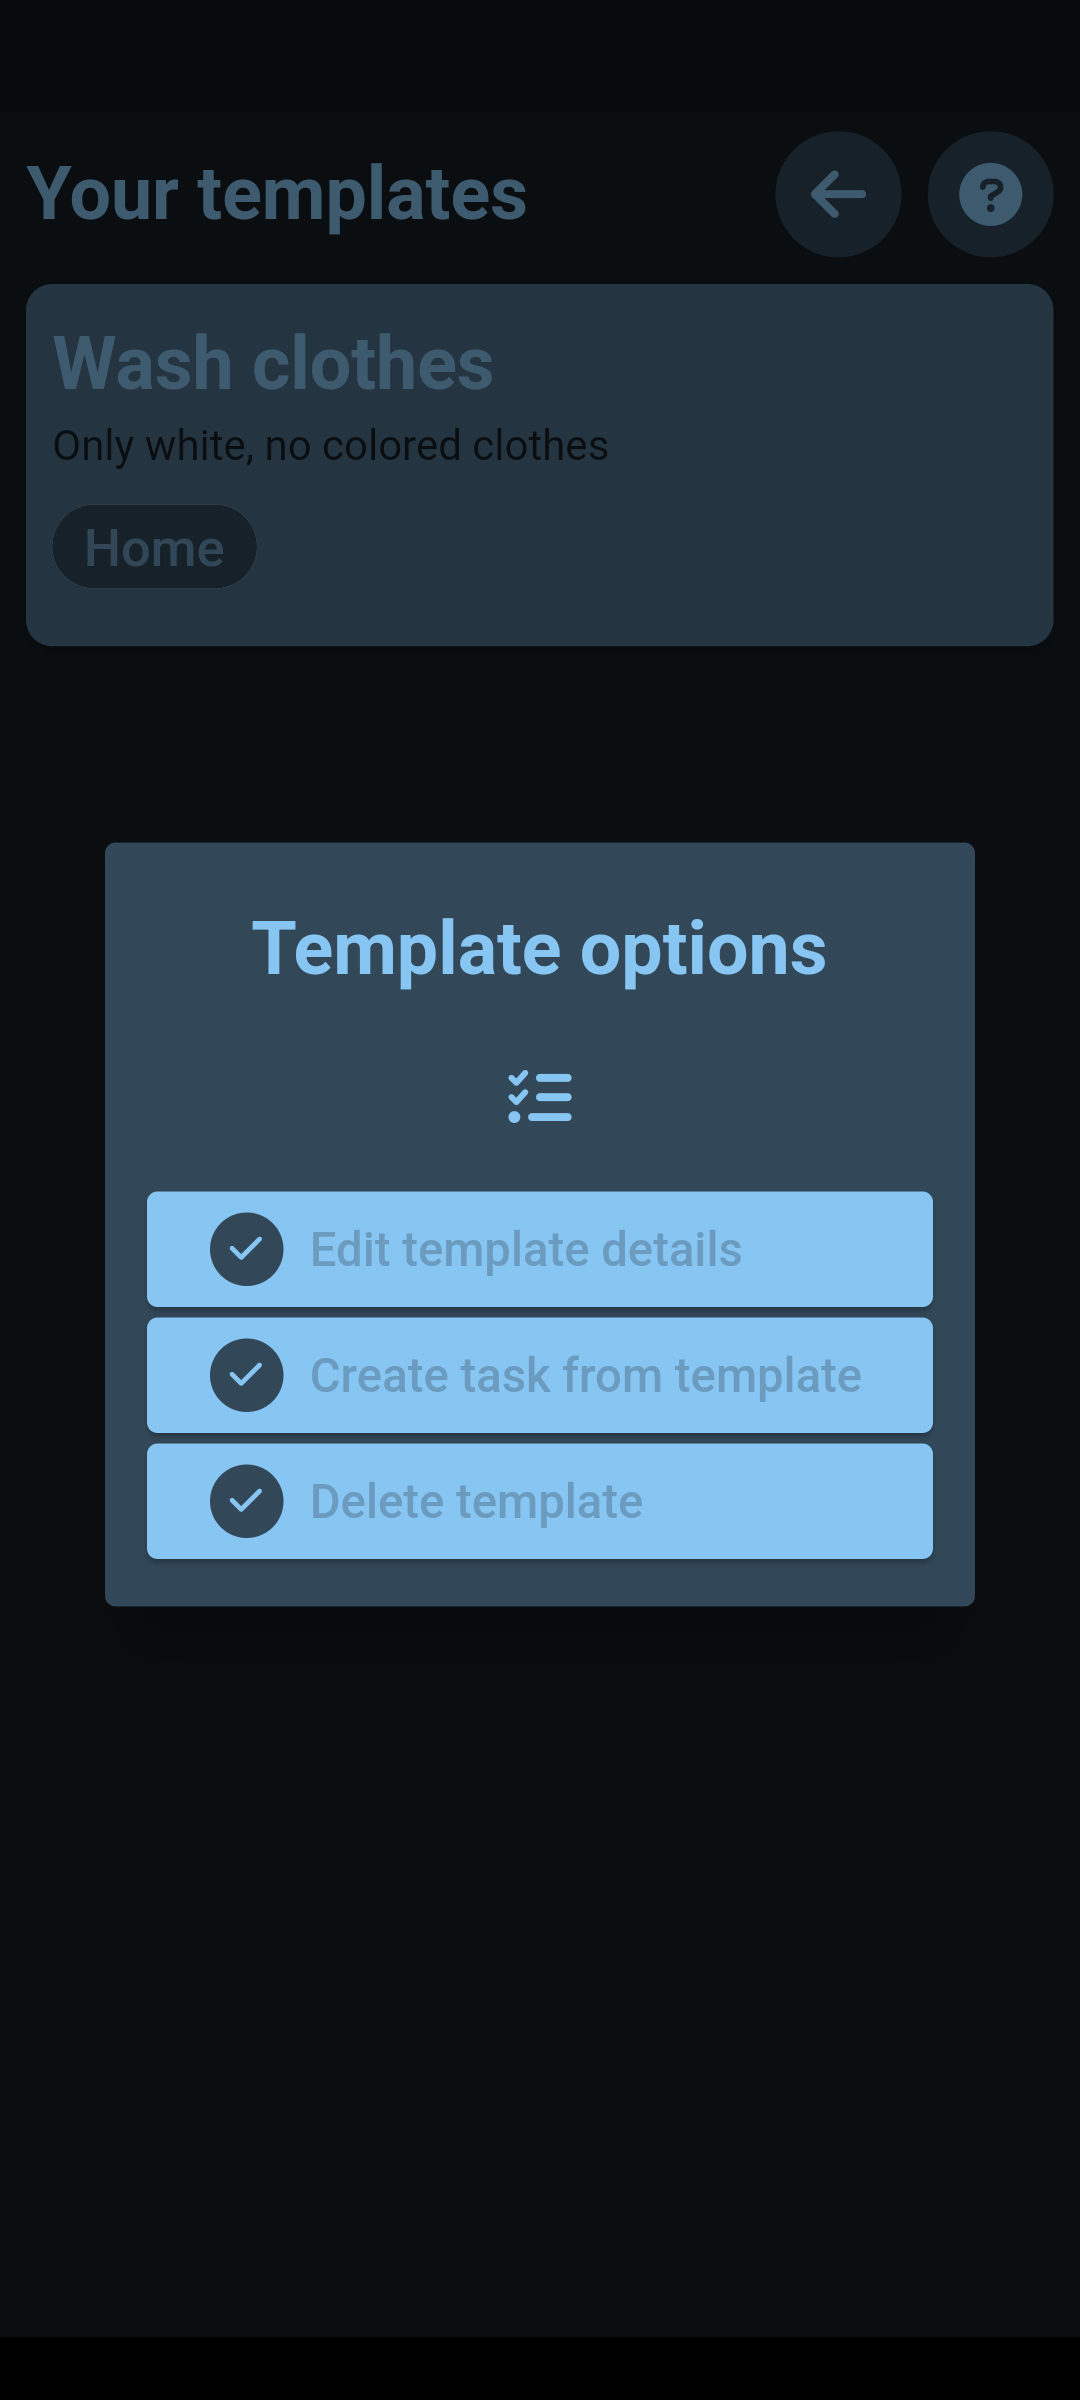 Your templates
Wash clothes
Only white, no colored clothes
Home
Template options
Edit template details
Create task from template
Delete template